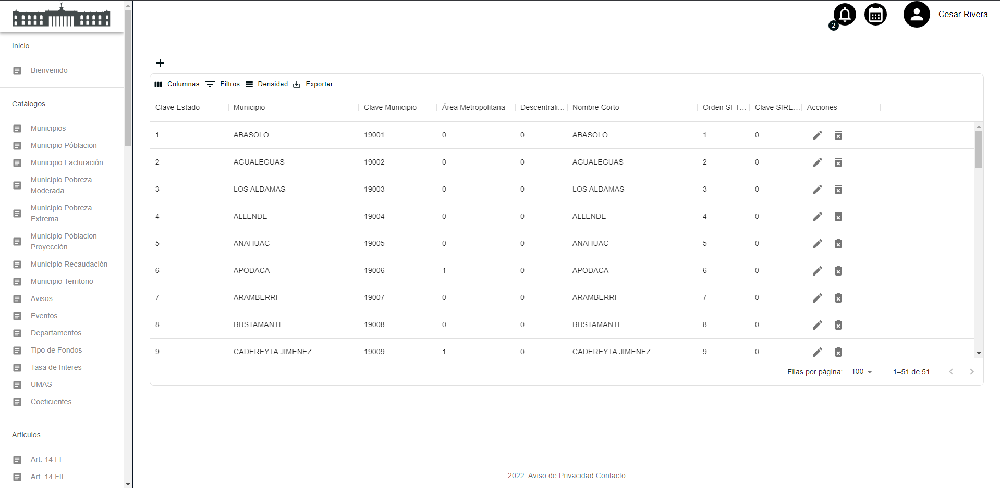 2
Cesar Rivera
Inicio
Bienvenido
Catálogos
Municipios
Municipio Póblacion
Municipio Facturación
Municipio Pobreza
Moderada
Municipio Pobreza
Extrema
Municipio Póblacion
Proyección
Municipio Recaudación
Municipio Territorio
Avisos
Eventos
Departamentos
Tipo de Fondos
Tasa de Interes
UMAS
Coeficientes
Articulos
Art. 14 FI
Art. 14 FII
Columnas Filtros Densidad Exportar
Clave Estado Municipio Clave Municipio Área Metropolitana Descentrali... Nombre Corto Orden SFT... Clave SIRE... Acciones
1 ABASOLO 19001 0 0 ABASOLO 1 0
2 AGUALEGUAS 19002 0 0 AGUALEGUAS 2 0
3 LOS ALDAMAS 19003 0 0 LOS ALDAMAS 3 0
4 ALLENDE 19004 0 0 ALLENDE 4 0
5 ANAHUAC 19005 0 0 ANAHUAC 5 0
6 APODACA 19006 1 0 APODACA 6 0
7 ARAMBERRI 19007 0 0 ARAMBERRI 7 0
8 BUSTAMANTE 19008 0 0 BUSTAMANTE 8 0
9 CADEREYTA JIMENEZ 19009 1 0 CADEREYTA JIMENEZ 9 0
Filas por página: 100 1–51 de 51
2022. Aviso de Privacidad Contacto